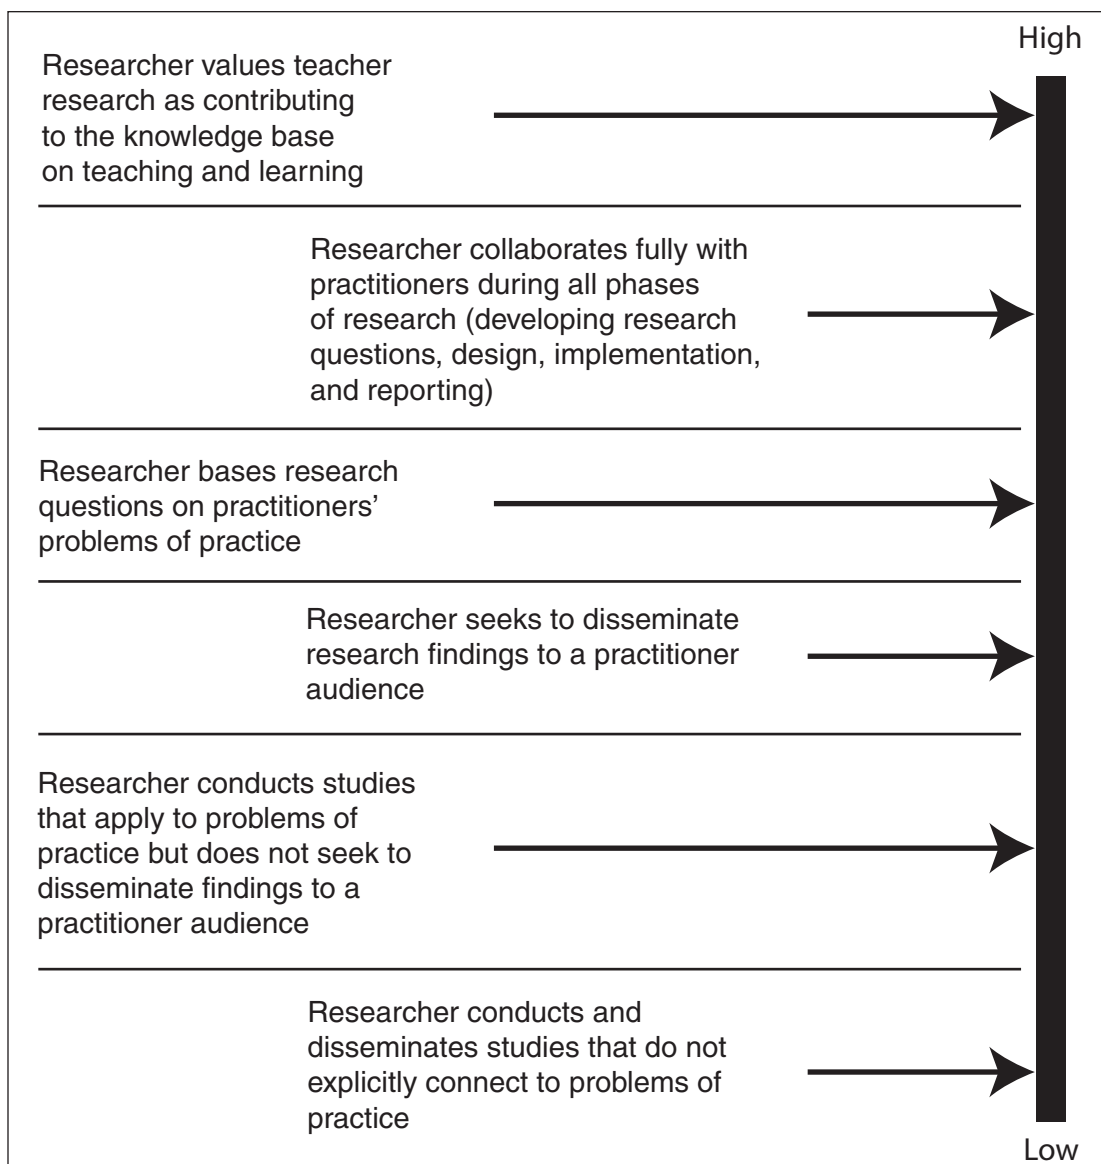 High
Researcher values teacher
research as contributing
to the knowledge base
on teaching and learning
Researcher collaborates fully with
practitioners during all phases
of research (developing research
questions, design, implementation,
and reporting)
Researcher bases research
questions on practitioners’
problems of practice
Researcher seeks to disseminate
research findings to a practitioner
audience
Researcher conducts studies
that apply to problems of
practice but does not seek to
disseminate findings to a
practitioner audience
Researcher conducts and
disseminates studies that do not
explicitly connect to problems of
practice
Low